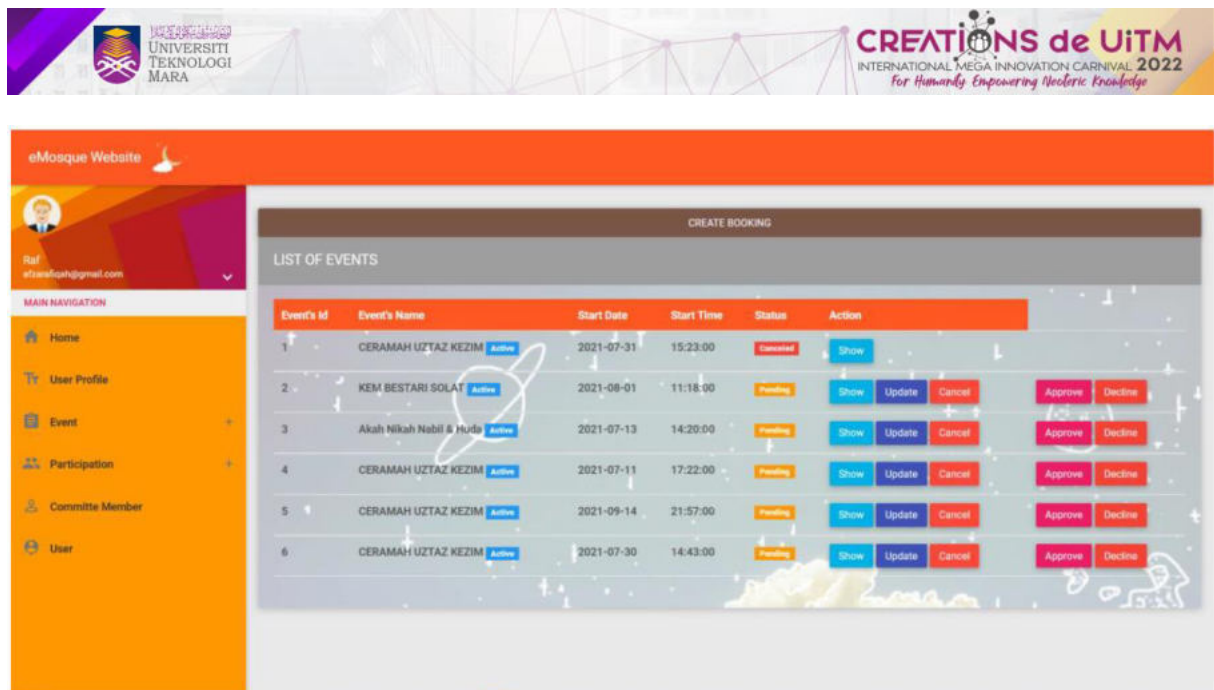 UNIVERSITI
TEKNOLOGI
MARA
CREATIONS de UiTM
INTERNATIONAL MEGA INNOVATION CARNIVAL 2022
For Humanity Empowering Neoteric Knowledge
eMosque Website
Raf
afzarafiqah@gmail.com
MAIN NAVIGATION
Home
User Profile
Event
Participation
Committe Member
User
CREATE BOOKING
LIST OF EVENTS
Event's Id Event's Name Start Date Start Time Status Action
1 CERAMAH UZTAZ KEZIM Active 2021-07-31 15:23:00 Canceled Show
2 KEM BESTARI SOLAT Active 2021-08-01 11:18:00 Pending Show Update Cancel Approve Decline
3 Akah Nikah Nabil & Huda Active 2021-07-13 14:20:00 Pending Show Update Cancel Approve Decline
4 CERAMAH UZTAZ KEZIM Active 2021-07-11 17:22:00 Pending Show Update Cancel Approve Decline
5 CERAMAH UZTAZ KEZIM Active 2021-09-14 21:57:00 Pending Show Update Cancel Approve Decline
6 CERAMAH UZTAZ KEZIM Active 2021-07-30 14:43:00 Pending Show Update Cancel Approve Decline